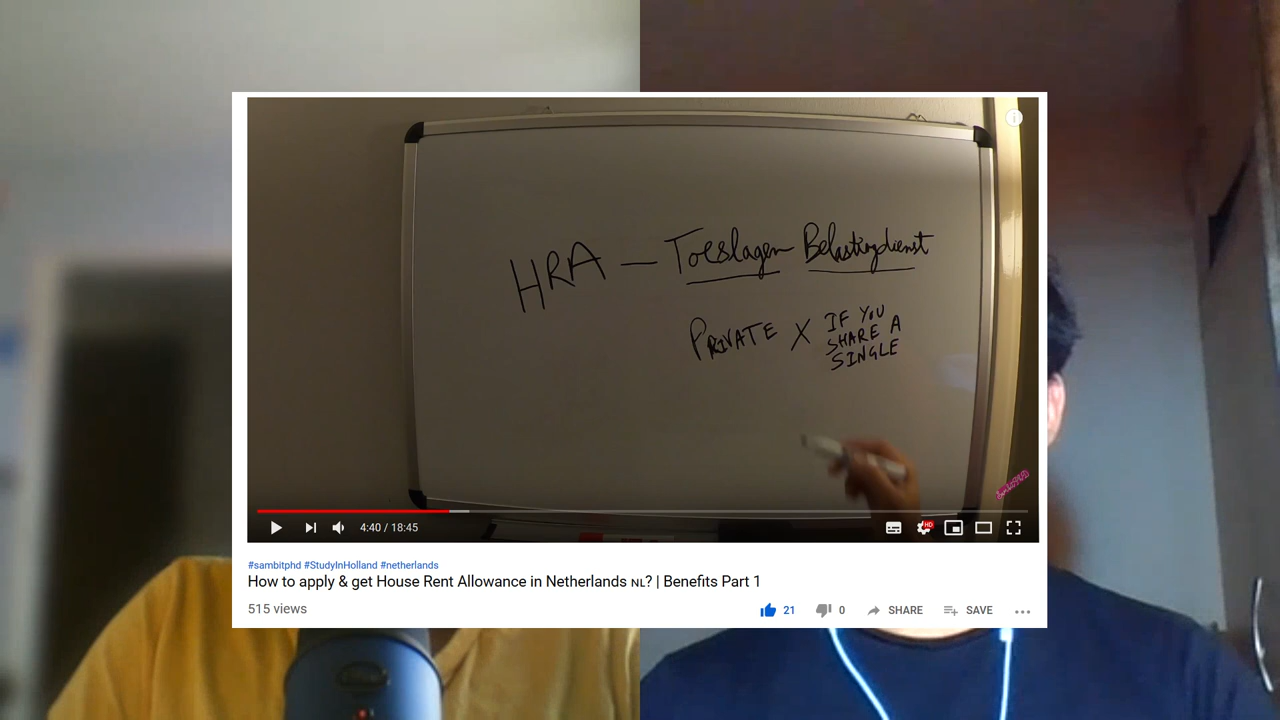 HRA — Toeslagen Belastingdienst
PRIVATE X IF YOU
SHARE A
SINGLE
4:40 / 18:45
HD
#sambitphd #StudyInHolland #netherlands
How to apply & get House Rent Allowance in Netherlands NL? | Benefits Part 1
515 views
21
0
SHARE
SAVE